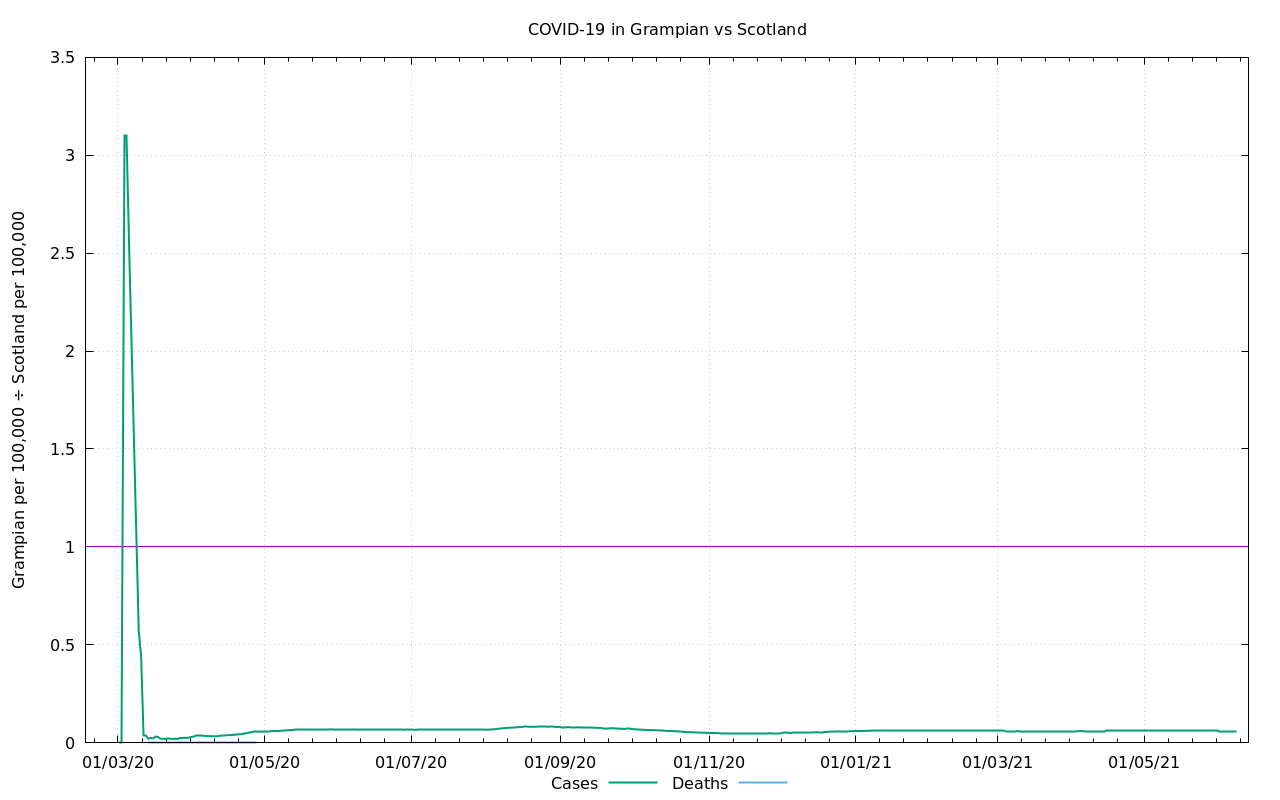 COVID-19 in Grampian vs Scotland
Grampian per 100,000 ÷ Scotland per 100,000
3.5
3
2.5
2
1.5
1
0.5
0
01/03/20 01/05/20 01/07/20 01/09/20 01/11/20 01/01/21 01/03/21 01/05/21
Cases Deaths